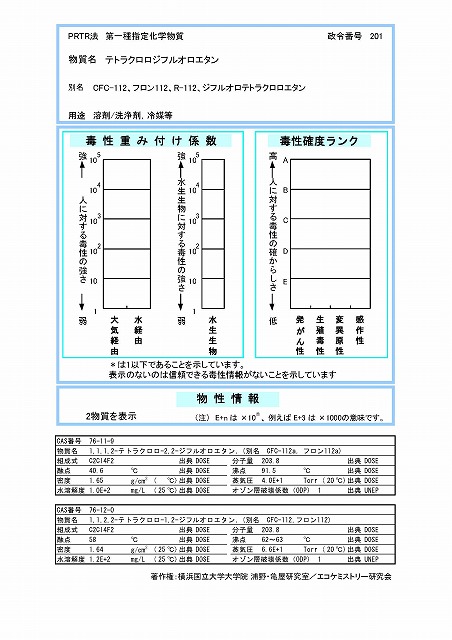 PRTR法 第一種指定化学物質 政令番号 201
物質名 テトラクロロジフルオロエタン
別名 CFC-112、フロン112、R-112、ジフルオロテトラクロロエタン
用途 溶剤/洗浄剤, 冷媒等
毒性重み付け係数
強 10⁵ 10⁴ 10³ 10² 10¹ 1 弱
人に対する毒性の強さ
大気経由 水経由
強 10⁵ 10⁴ 10³ 10² 10¹ 1 弱
水生生物に対する毒性の強さ
水生生物
毒性確度ランク
高 A B C D E 低
人に対する毒性の確からしさ
発がん性 生殖毒性 変異原性 感作性
*は1以下であることを示しています。
表示のないのは信頼できる毒性情報がないことを示しています
物性情報
2物質を表示 (注) E+n は ×10ⁿ 、例えば E+3 は ×1000の意味です。
CAS番号 76-11-9
物質名 1,1,1,2-テトラクロロ-2,2-ジフルオロエタン, (別名 CFC-112a, フロン112a)
組成式 C2Cl4F2 出典 DOSE 分子量 203.8 出典 DOSE
融点 40.6 ℃ 出典 DOSE 沸点 91.5 ℃ 出典 DOSE
密度 1.65 g/cm³ ( ℃) 出典 DOSE 蒸気圧 4.0E+1 Torr (20 ℃) 出典 DOSE
水溶解度 1.0E+2 mg/L (25 ℃) 出典 DOSE オゾン層破壊係数 (ODP) 1 出典 UNEP
CAS番号 76-12-0
物質名 1,1,2,2-テトラクロロ-1,2-ジフルオロエタン, (別名 CFC-112, フロン112)
組成式 C2Cl4F2 出典 DOSE 分子量 203.8 出典 DOSE
融点 58 ℃ 出典 DOSE 沸点 62～63 ℃ 出典 DOSE
密度 1.64 g/cm³ (25 ℃) 出典 DOSE 蒸気圧 6.6E+1 Torr (20 ℃) 出典 DOSE
水溶解度 1.2E+2 mg/L (25 ℃) 出典 DOSE オゾン層破壊係数 (ODP) 1 出典 UNEP
著作権：横浜国立大学大学院 浦野・亀屋研究室／エコケミストリー研究会